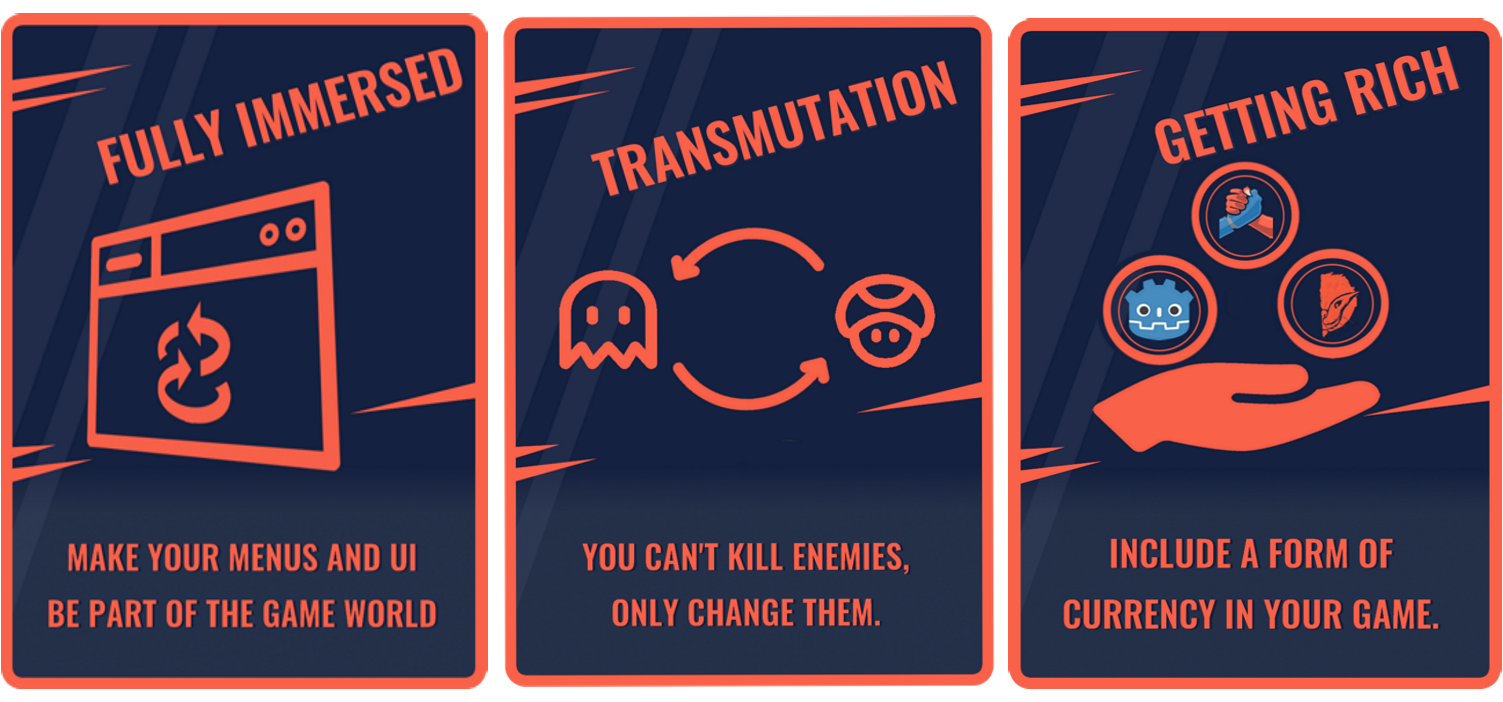 FULLY IMMERSED
MAKE YOUR MENUS AND UI
BE PART OF THE GAME WORLD
TRANSMUTATION
YOU CAN'T KILL ENEMIES,
ONLY CHANGE THEM.
GETTING RICH
INCLUDE A FORM OF
CURRENCY IN YOUR GAME.